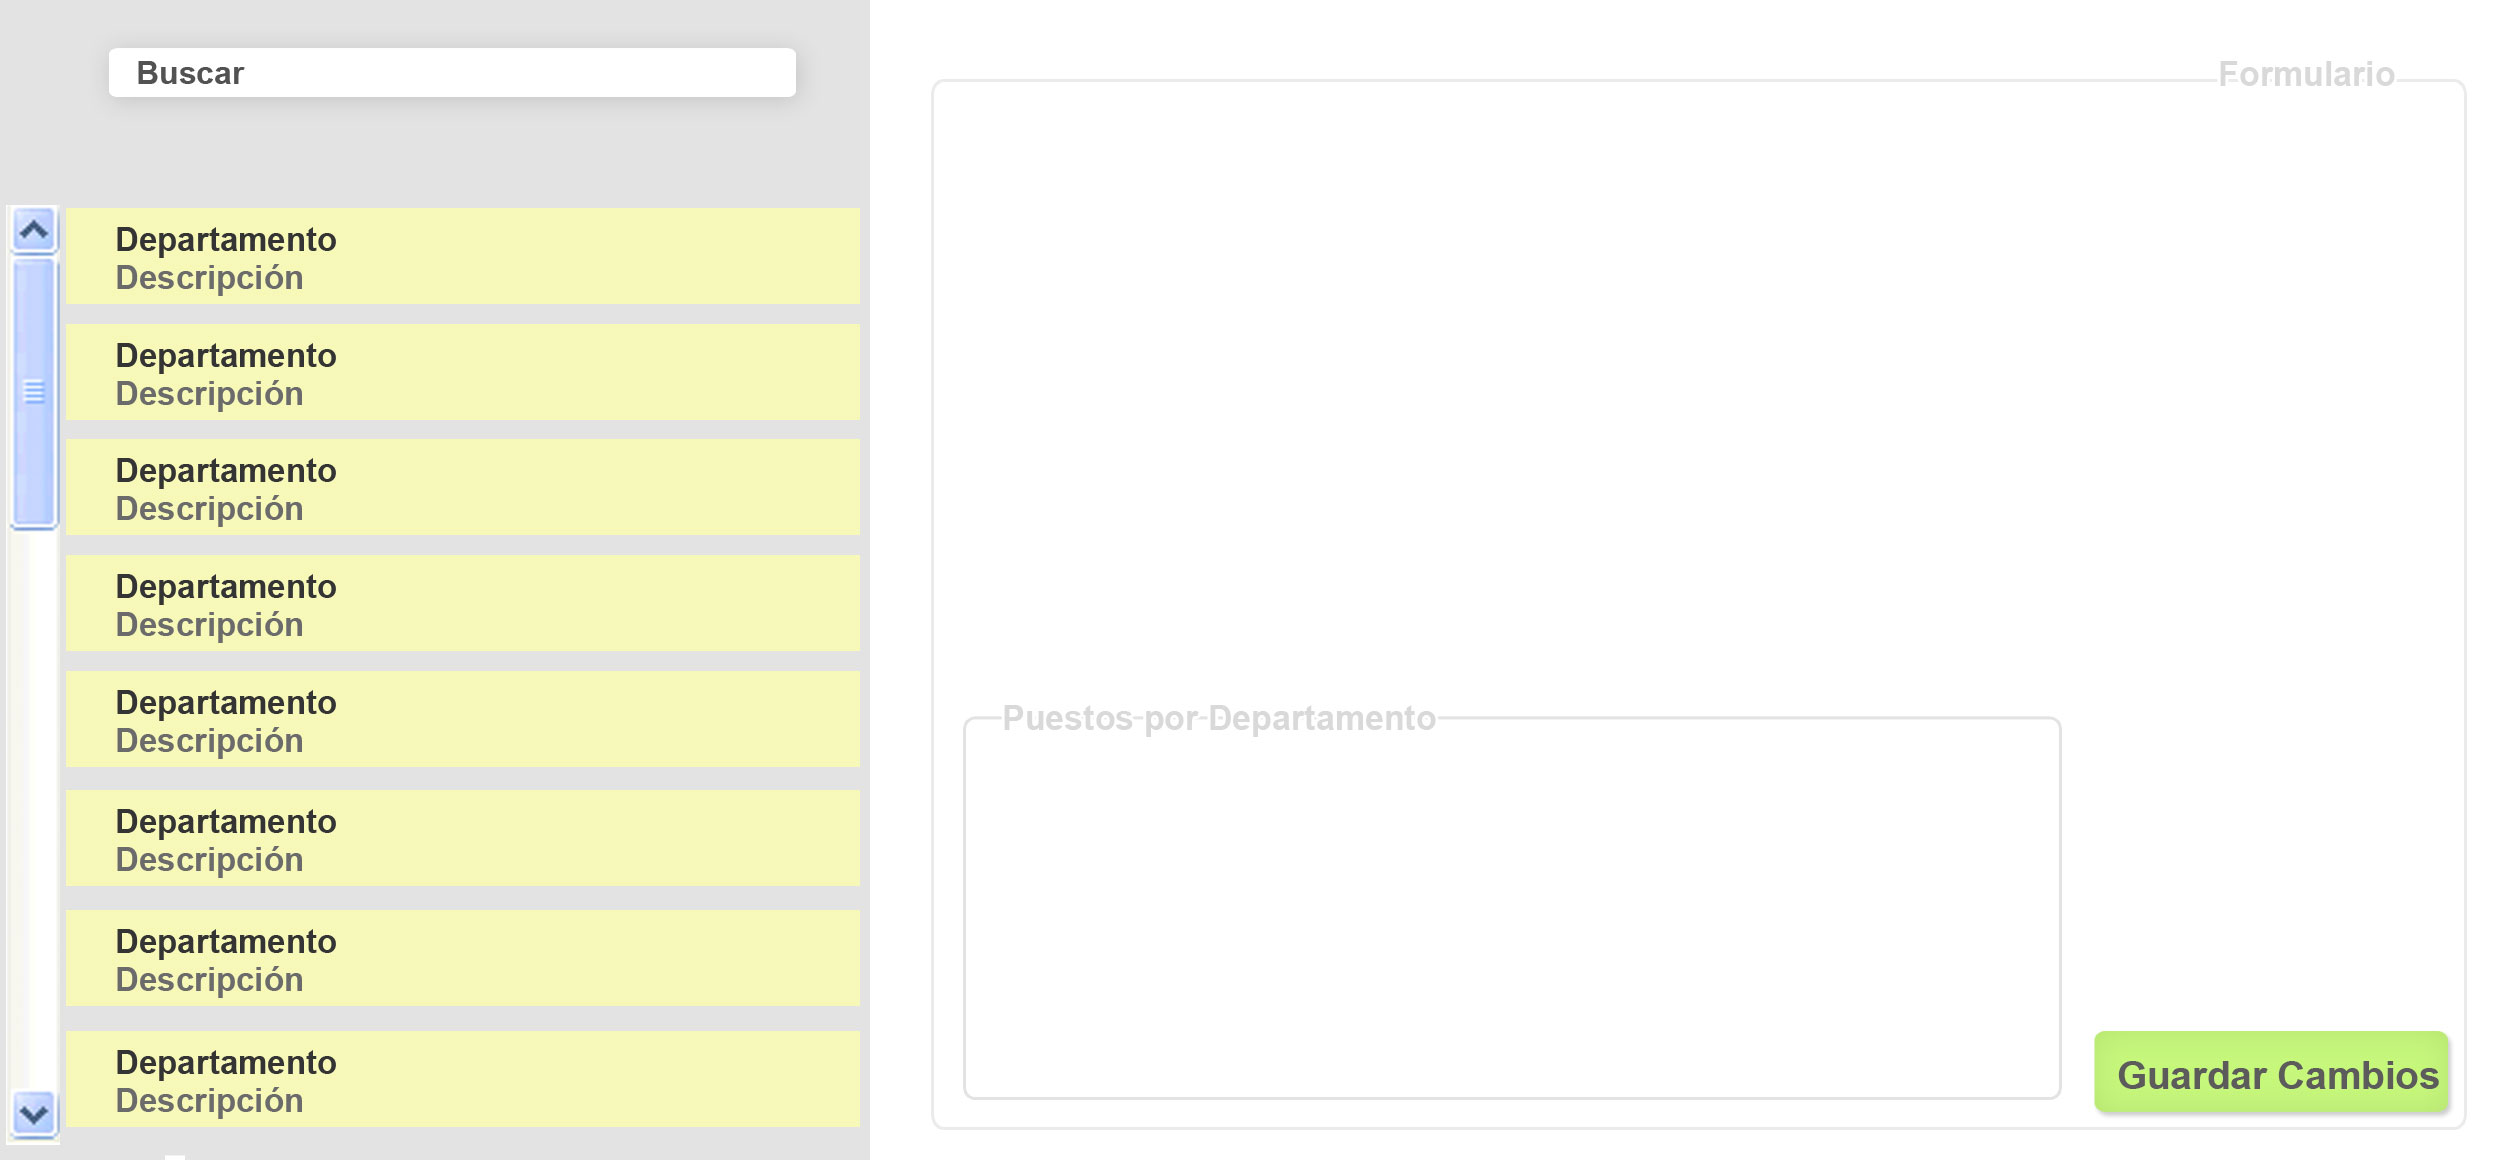 Buscar
Departamento
Descripción
Departamento
Descripción
Departamento
Descripción
Departamento
Descripción
Departamento
Descripción
Departamento
Descripción
Departamento
Descripción
Departamento
Descripción
Formulario
Puestos por Departamento
Guardar Cambios